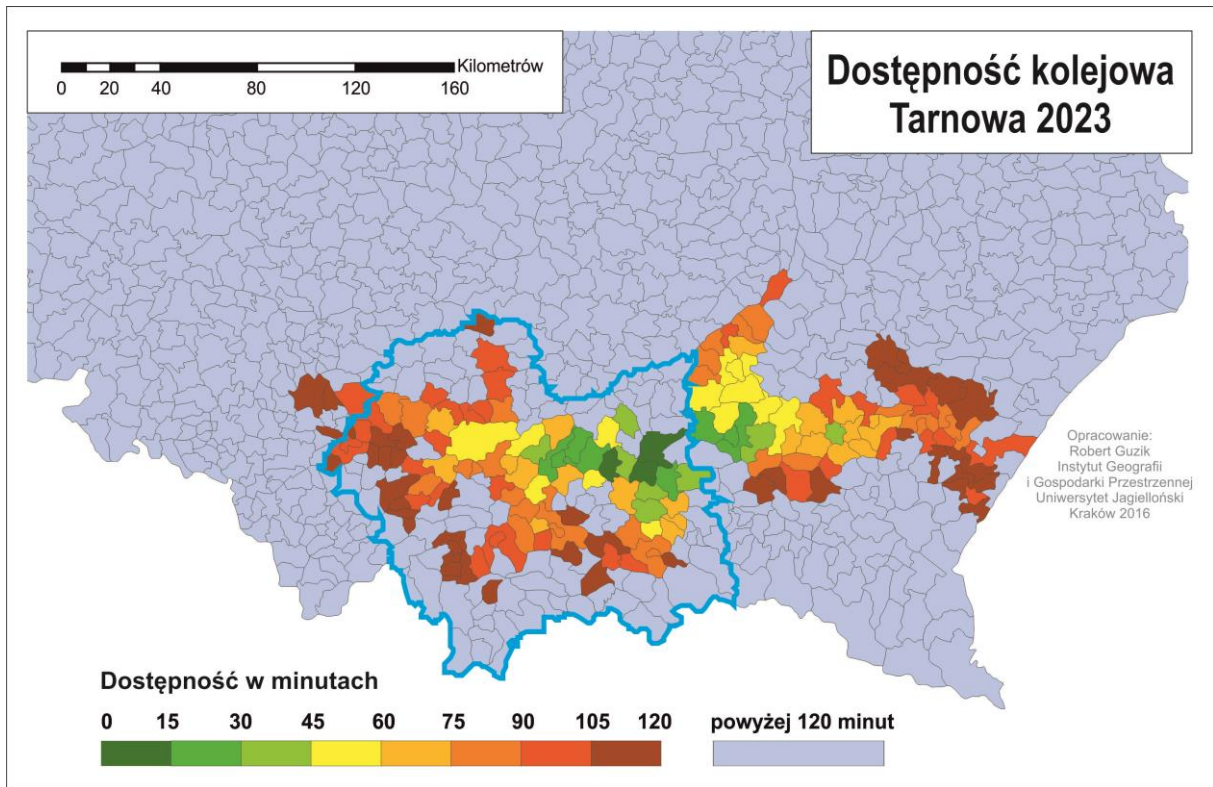 Kilometrów
0 20 40 80 120 160
Dostępność kolejowa
Tarnowa 2023
Opracowanie:
Robert Guzik
Instytut Geografii
i Gospodarki Przestrzennej
Uniwersytet Jagielloński
Kraków 2016
Dostępność w minutach
0 15 30 45 60 75 90 105 120 powyżej 120 minut